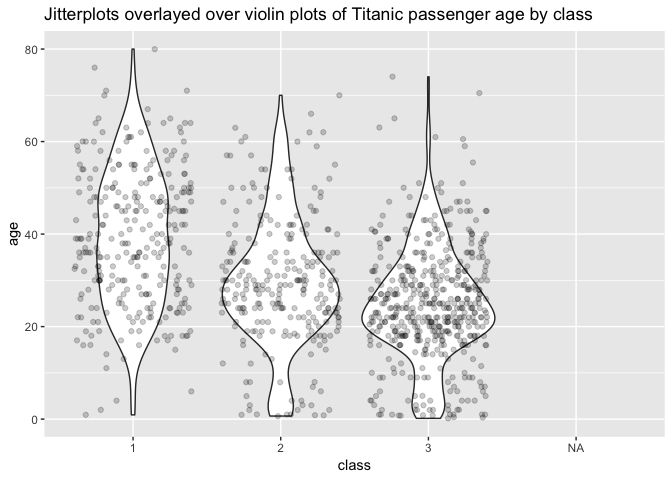 Jitterplots overlayed over violin plots of Titanic passenger age by class
80
60
40
20
0
age
1 2 3 NA
class